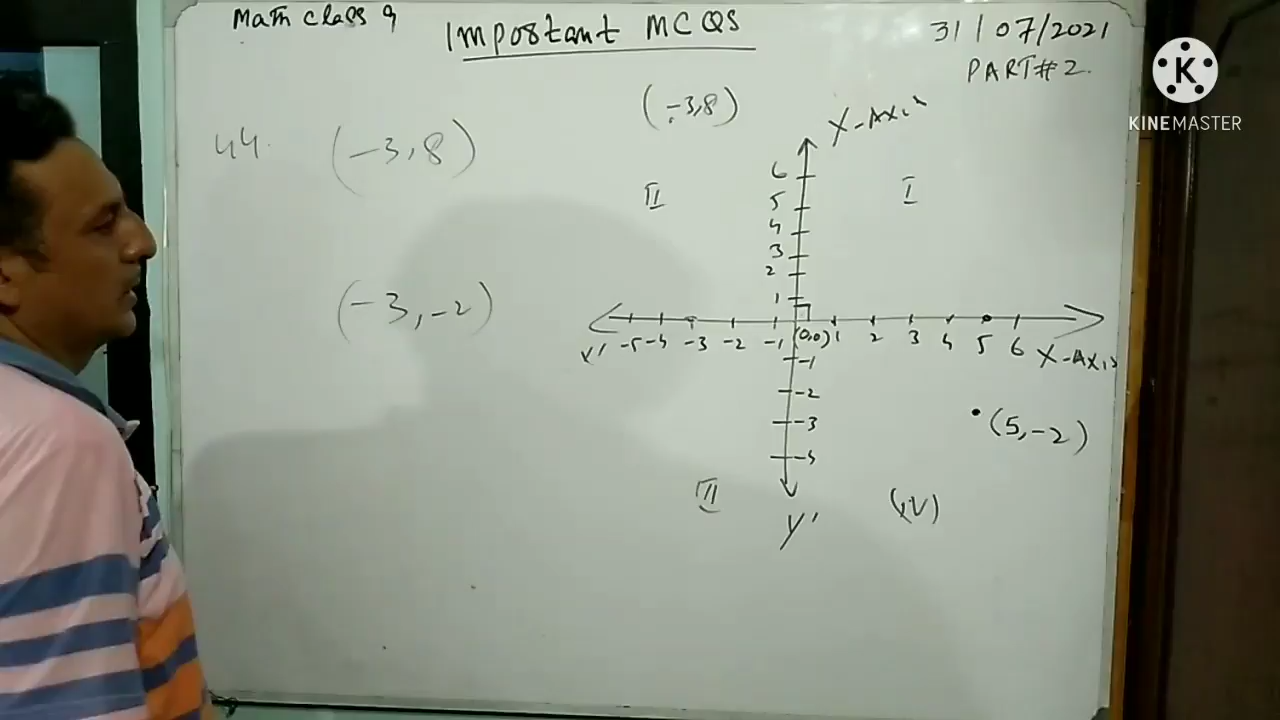 Math class 9
Important MCQS
31/07/2021
PART#2.
KINEMASTER
44.
(-3,8)
(-3,8)
X-Axis
II
I
6
5
4
3
2
1
(-3,-2)
X' -5 -4 -3 -2 -1 (0,0) 1 2 3 4 5 6 X-Axis
-1
-2
-3
-4
(5,-2)
III
(IV)
Y'